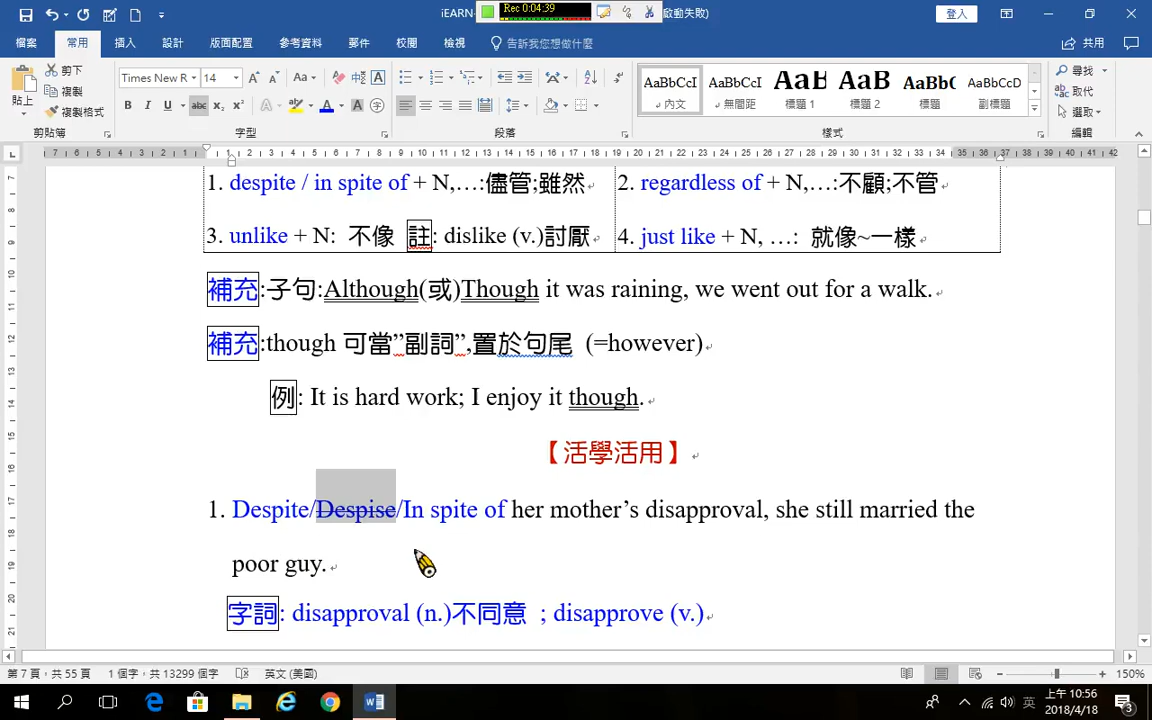 iEARN
Rec 0:04:39
啟動失敗)
登入
檔案 常用 插入 設計 版面配置 參考資料 郵件 校閱 檢視 告訴我您想做什麼 共用
貼上 剪下 複製 複製格式
Times New R 14
AaBbCcI AaBbCcI AaBb AaBb AaBbC AaBbCcD
內文 無間距 標題 1 標題 2 標題 副標題
尋找 取代 選取
剪貼簿 字型 段落 樣式 編輯
1. despite / in spite of + N,…:儘管;雖然 2. regardless of + N,…:不顧;不管
3. unlike + N: 不像 註: dislike (v.)討厭 4. just like + N, …: 就像~一樣
補充:子句:Although(或)Though it was raining, we went out for a walk.
補充:though 可當”副詞”,置於句尾 (=however)
例: It is hard work; I enjoy it though.
【活學活用】
1. Despite/Despise/In spite of her mother’s disapproval, she still married the
poor guy.
字詞: disapproval (n.)不同意 ; disapprove (v.)
第 7 頁，共 55 頁 1 個字，共 13299 個字 英文 (美國) 150%
上午 10:56
英 2018/4/18 3